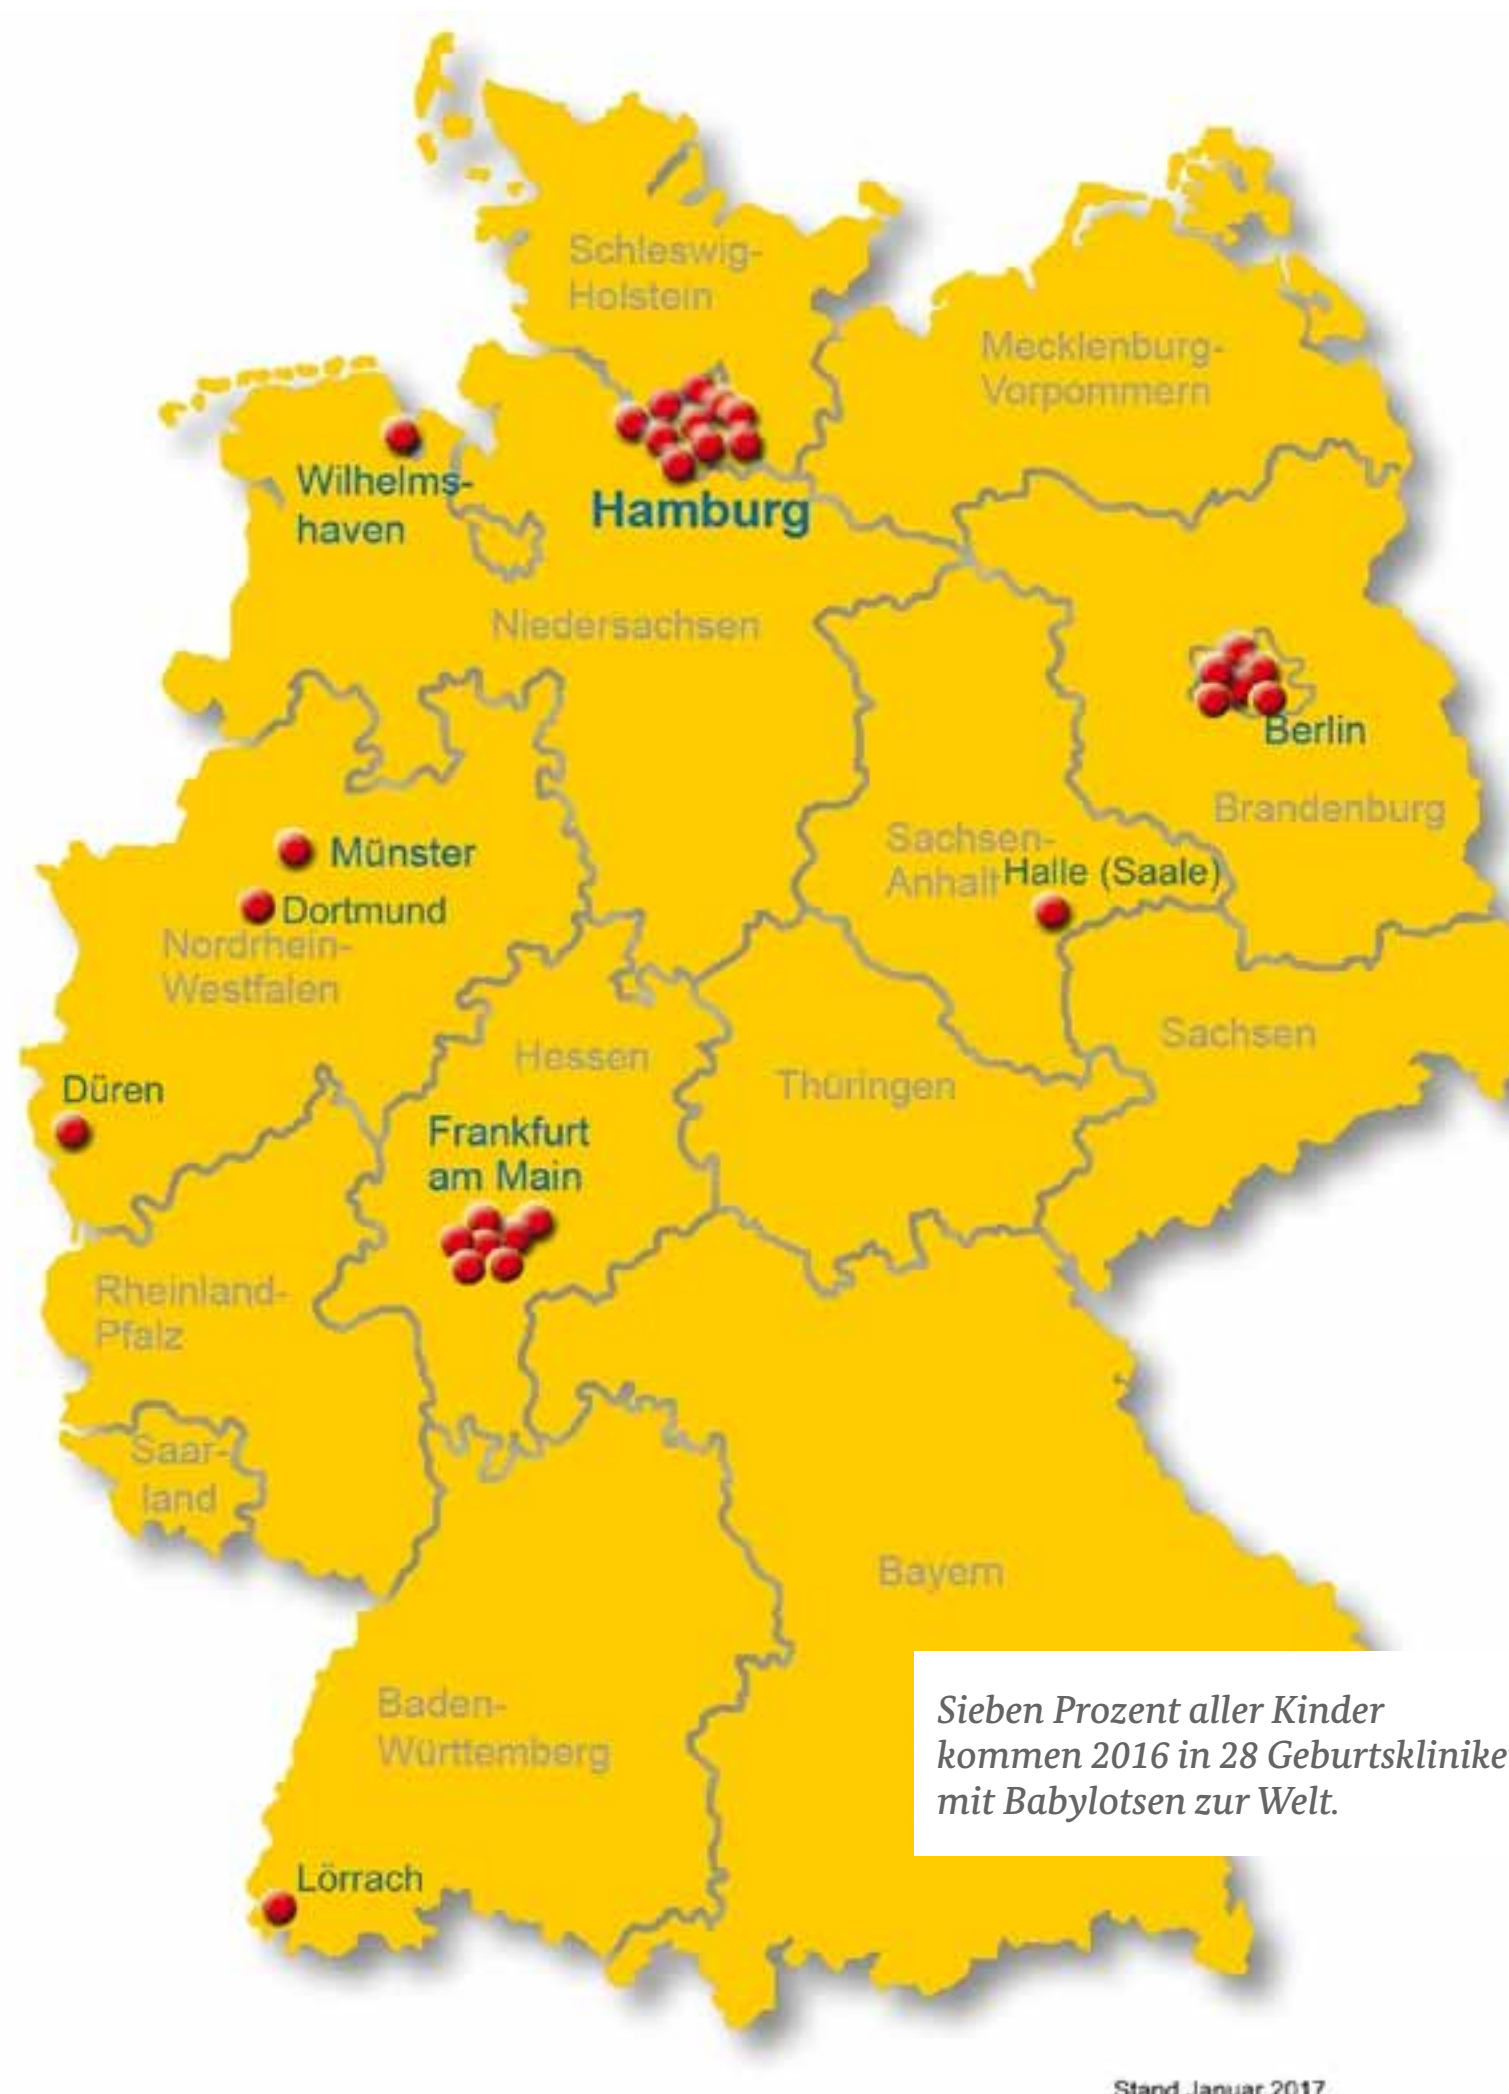 Schleswig-
Holstein
Mecklenburg-
Vorpommern
Wilhelms-
haven
Hamburg
Niedersachsen
Berlin
Brandenburg
Münster
Dortmund
Nordrhein-
Westfalen
Sachsen-
Anhalt
Halle (Saale)
Sachsen
Hessen
Thüringen
Düren
Frankfurt
am Main
Rheinland-
Pfalz
Saar-
land
Bayern
Baden-
Württemberg
Sieben Prozent aller Kinder
kommen 2016 in 28 Geburtsklinike
mit Babylotsen zur Welt.
Lörrach
Stand Januar 2017